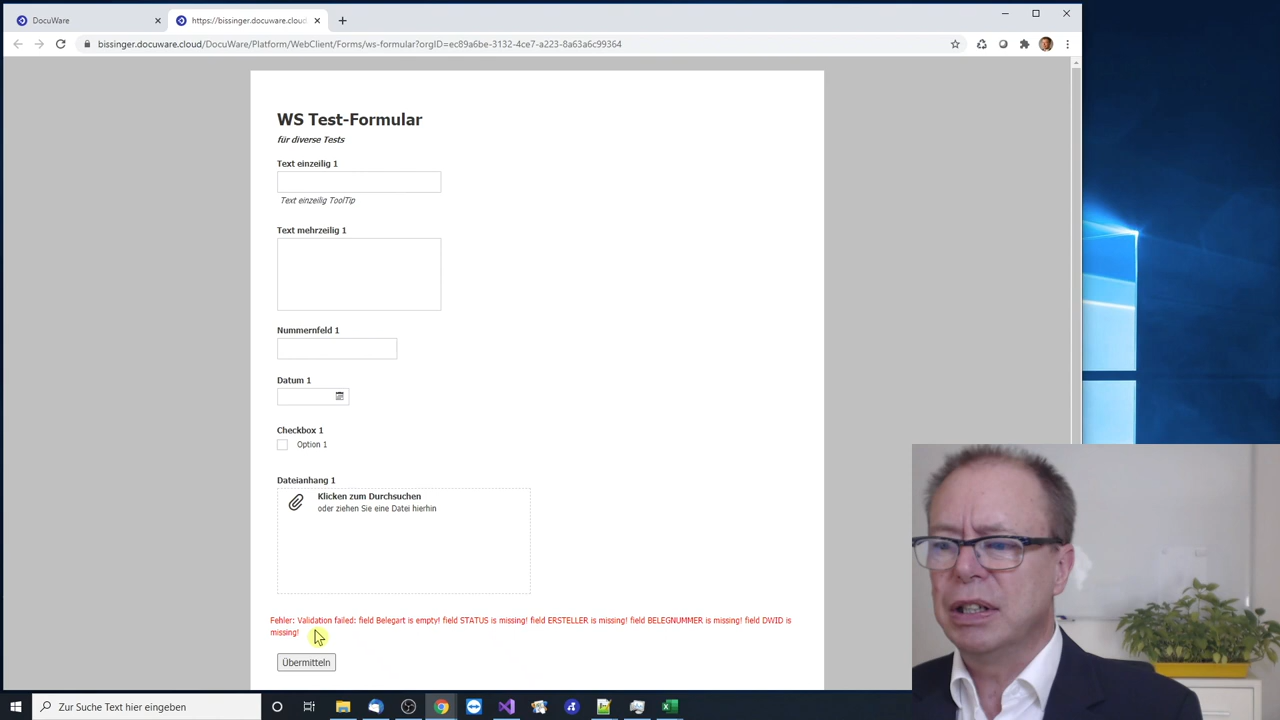 DocuWare
https://bissinger.docuware.cloud
bissinger.docuware.cloud/DocuWare/Platform/WebClient/Forms/ws-formular?orgID=ec89a6be-3132-4ce7-a223-8a63a6c99364
WS Test-Formular
für diverse Tests
Text einzeilig 1
Text einzeilig ToolTip
Text mehrzeilig 1
Nummernfeld 1
Datum 1
Checkbox 1
Option 1
Dateianhang 1
Klicken zum Durchsuchen
oder ziehen Sie eine Datei hierhin
Fehler: Validation failed: field Belegart is empty! field STATUS is missing! field ERSTELLER is missing! field BELEGNUMMER is missing! field DWID is
missing!
Übermitteln
Zur Suche Text hier eingeben